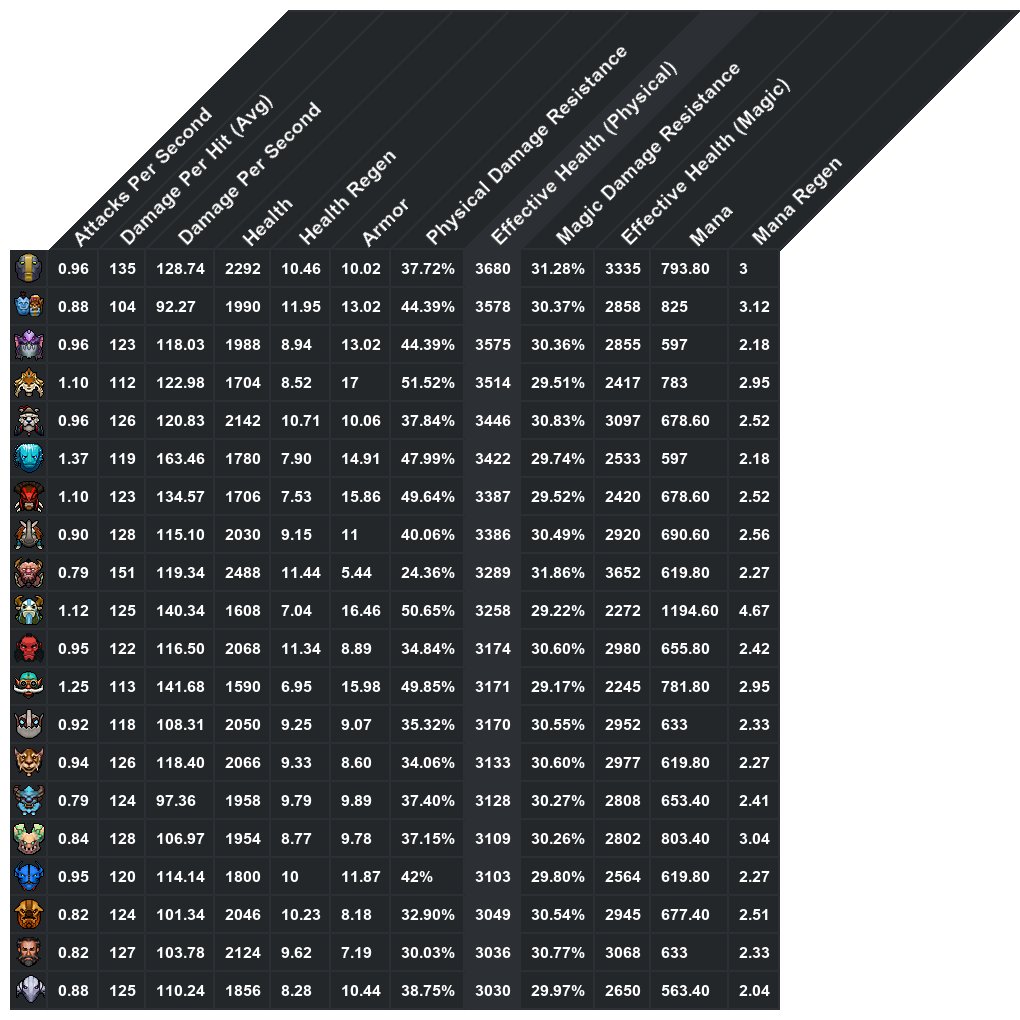 Attacks Per Second
Damage Per Hit (Avg)
Damage Per Second
Health
Health Regen
Armor
Physical Damage Resistance
Effective Health (Physical)
Magic Damage Resistance
Effective Health (Magic)
Mana
Mana Regen
0.96 135 128.74 2292 10.46 10.02 37.72% 3680 31.28% 3335 793.80 3
0.88 104 92.27 1990 11.95 13.02 44.39% 3578 30.37% 2858 825 3.12
0.96 123 118.03 1988 8.94 13.02 44.39% 3575 30.36% 2855 597 2.18
1.10 112 122.98 1704 8.52 17 51.52% 3514 29.51% 2417 783 2.95
0.96 126 120.83 2142 10.71 10.06 37.84% 3446 30.83% 3097 678.60 2.52
1.37 119 163.46 1780 7.90 14.91 47.99% 3422 29.74% 2533 597 2.18
1.10 123 134.57 1706 7.53 15.86 49.64% 3387 29.52% 2420 678.60 2.52
0.90 128 115.10 2030 9.15 11 40.06% 3386 30.49% 2920 690.60 2.56
0.79 151 119.34 2488 11.44 5.44 24.36% 3289 31.86% 3652 619.80 2.27
1.12 125 140.34 1608 7.04 16.46 50.65% 3258 29.22% 2272 1194.60 4.67
0.95 122 116.50 2068 11.34 8.89 34.84% 3174 30.60% 2980 655.80 2.42
1.25 113 141.68 1590 6.95 15.98 49.85% 3171 29.17% 2245 781.80 2.95
0.92 118 108.31 2050 9.25 9.07 35.32% 3170 30.55% 2952 633 2.33
0.94 126 118.40 2066 9.33 8.60 34.06% 3133 30.60% 2977 619.80 2.27
0.79 124 97.36 1958 9.79 9.89 37.40% 3128 30.27% 2808 653.40 2.41
0.84 128 106.97 1954 8.77 9.78 37.15% 3109 30.26% 2802 803.40 3.04
0.95 120 114.14 1800 10 11.87 42% 3103 29.80% 2564 619.80 2.27
0.82 124 101.34 2046 10.23 8.18 32.90% 3049 30.54% 2945 677.40 2.51
0.82 127 103.78 2124 9.62 7.19 30.03% 3036 30.77% 3068 633 2.33
0.88 125 110.24 1856 8.28 10.44 38.75% 3030 29.97% 2650 563.40 2.04